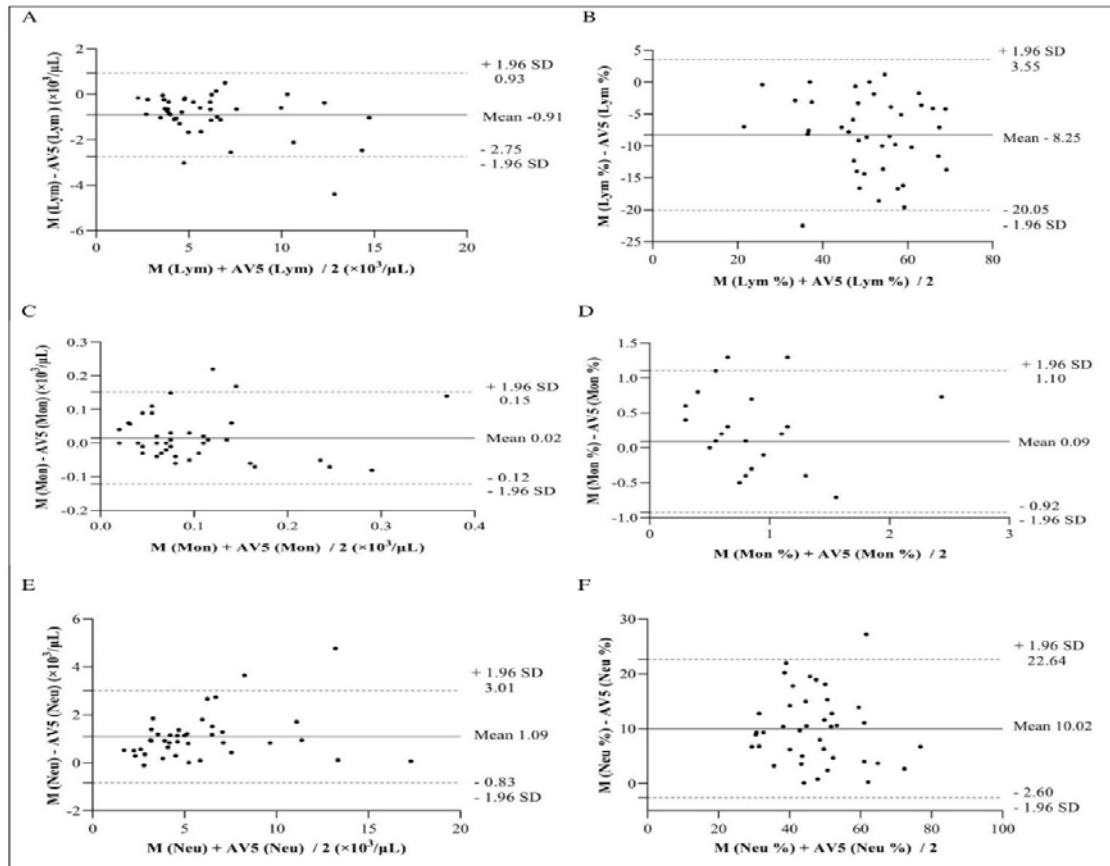 A
M (Lym) - AV5 (Lym) (×10³/µL)
2
0
-2
-4
-6
0
5
10
15
20
+ 1.96 SD
0.93
Mean -0.91
- 2.75
- 1.96 SD
M (Lym) + AV5 (Lym) / 2 (×10³/µL)
B
M (Lym %) - AV5 (Lym %)
5
0
-5
-10
-15
-20
-25
0
20
40
60
80
+ 1.96 SD
3.55
Mean - 8.25
- 20.05
- 1.96 SD
M (Lym %) + AV5 (Lym %) / 2
C
M (Mon) - AV5 (Mon) (×10³/µL)
0.3
0.2
0.1
0.0
-0.1
-0.2
0.0
0.1
0.2
0.3
0.4
+ 1.96 SD
0.15
Mean 0.02
- 0.12
- 1.96 SD
M (Mon) + AV5 (Mon) / 2 (×10³/µL)
D
M (Mon %) - AV5 (Mon %)
1.5
1.0
0.5
0.0
-0.5
-1.0
0
1
2
3
+ 1.96 SD
1.10
Mean 0.09
- 0.92
- 1.96 SD
M (Mon %) + AV5 (Mon %) / 2
E
M (Neu) - AV5 (Neu) (×10³/µL)
6
4
2
0
-2
0
5
10
15
20
+ 1.96 SD
3.01
Mean 1.09
- 0.83
- 1.96 SD
M (Neu) + AV5 (Neu) / 2 (×10³/µL)
F
M (Neu %) - AV5 (Neu %)
30
20
10
0
0
20
40
60
80
100
+ 1.96 SD
22.64
Mean 10.02
- 2.60
- 1.96 SD
M (Neu %) + AV5 (Neu %) / 2